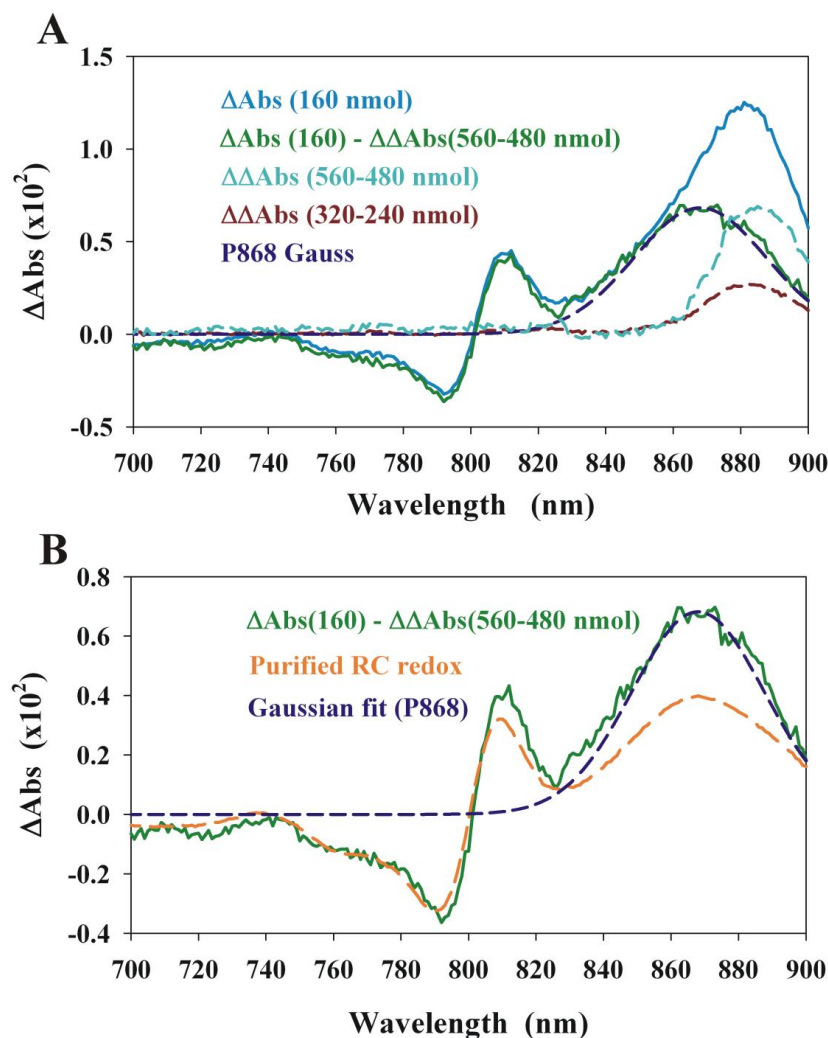 A
ΔAbs (x10²)
1.5
1.0
0.5
0.0
-0.5
ΔAbs (160 nmol)
ΔAbs (160) - ΔΔAbs(560-480 nmol)
ΔΔAbs (560-480 nmol)
ΔΔAbs (320-240 nmol)
P868 Gauss
700 720 740 760 780 800 820 840 860 880 900
Wavelength (nm)
B
ΔAbs (x10²)
0.8
0.6
0.4
0.2
0.0
-0.2
-0.4
ΔAbs(160) - ΔΔAbs(560-480 nmol)
Purified RC redox
Gaussian fit (P868)
700 720 740 760 780 800 820 840 860 880 900
Wavelength (nm)